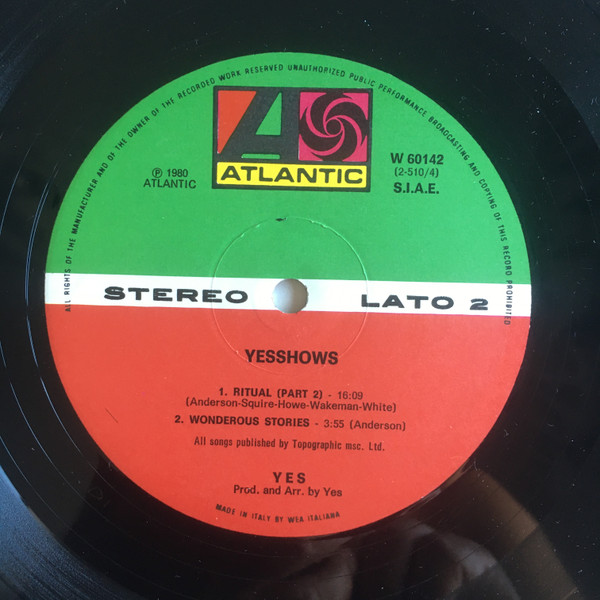 ALL RIGHTS OF THE MANUFACTURER AND OF THE OWNER OF THE RECORDED WORK RESERVED UNAUTHORIZED PUBLIC PERFORMANCE BROADCASTING AND COPYING OF THIS RECORD PROHIBITED
A
ATLANTIC
℗ 1980
ATLANTIC
W 60142
(2-510/4)
S.I.A.E.
STEREO LATO 2
YESSHOWS
1. RITUAL (PART 2) - 16:09
(Anderson-Squire-Howe-Wakeman-White)
2. WONDEROUS STORIES - 3:55 (Anderson)
All songs published by Topographic msc. Ltd.
YES
Prod. and Arr. by Yes
MADE IN ITALY BY WEA ITALIANA